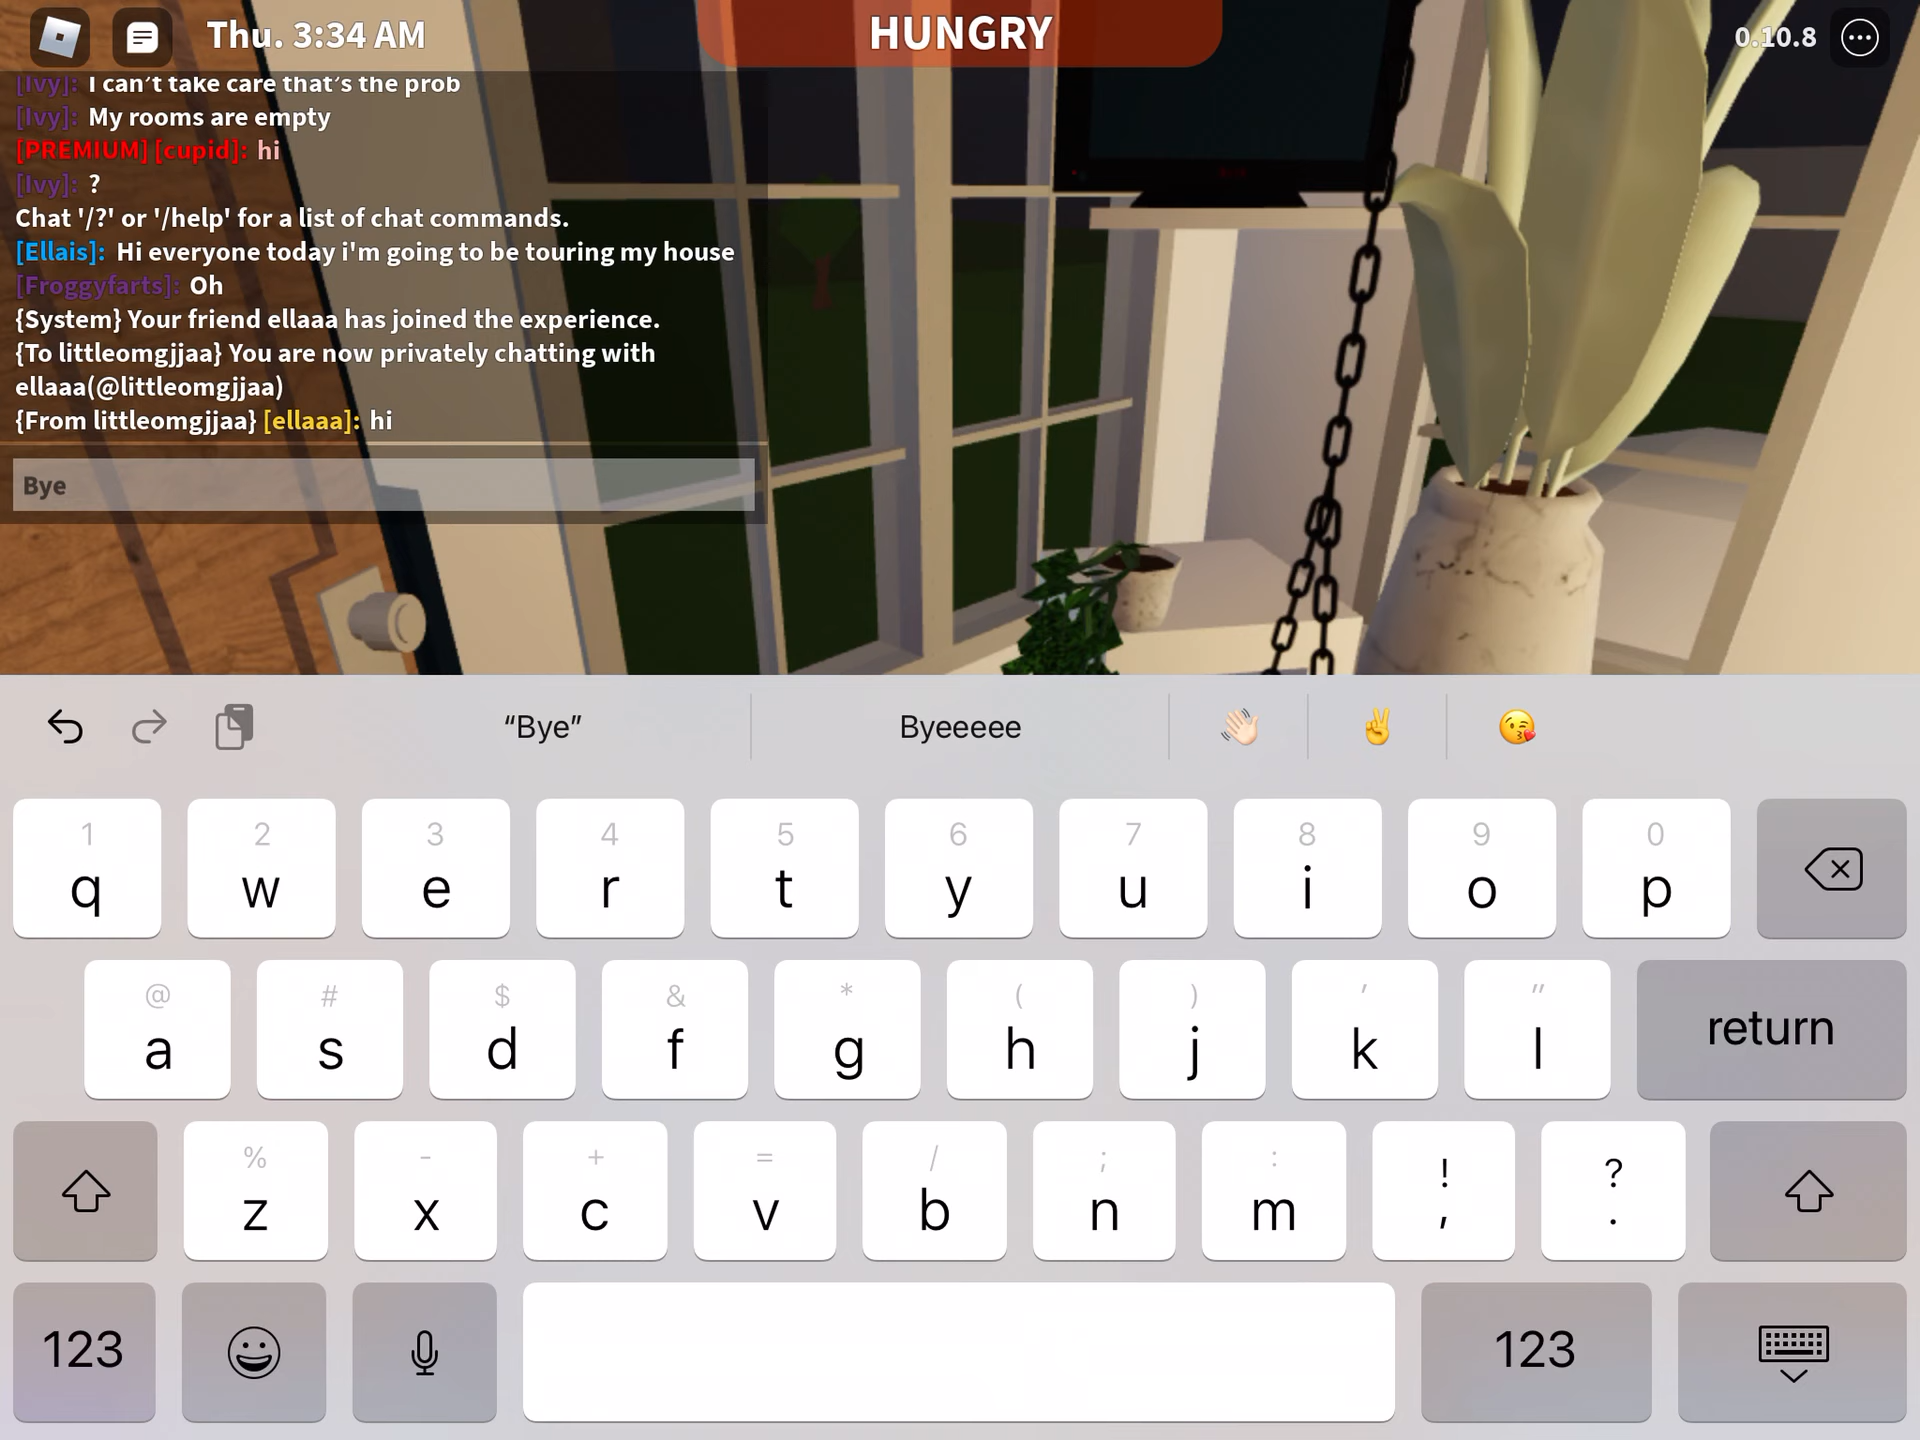 Thu. 3:34 AM
HUNGRY
0.10.8
[Ivy]: I can't take care that's the prob
[Ivy]: My rooms are empty
[PREMIUM] [cupid]: hi
[Ivy]: ?
Chat '/?' or '/help' for a list of chat commands.
[Ellais]: Hi everyone today i'm going to be touring my house
[Froggyfarts]: Oh
{System} Your friend ellaaa has joined the experience.
{To littleomgjjaa} You are now privately chatting with
ellaaa(@littleomgjjaa)
{From littleomgjjaa} [ellaaa]: hi
Bye
“Bye” Byeeeee 👋🏻 ✌️ 😘
1 2 3 4 5 6 7 8 9 0
q w e r t y u i o p
@ # $ & * ( ) ' "
a s d f g h j k l return
% - + = / ; : ! ?
z x c v b n m , .
123 123